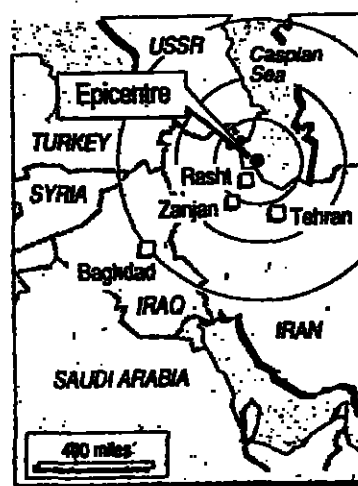 USSR
Caspian
Sea
Epicentre
TURKEY
Rasht
SYRIA
Zanjan
Tehran
Baghdad
IRAQ
IRAN
SAUDI ARABIA
400 miles